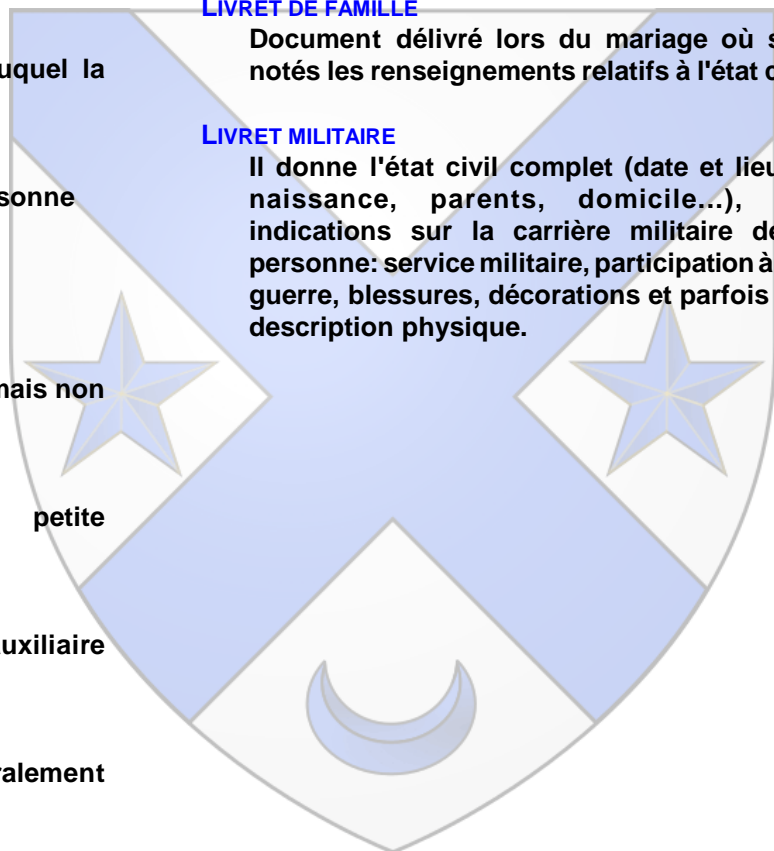 uquel la
sonne
mais non
petite
uxiliaire
ralement
LIVRET DE FAMILLE
Document délivré lors du mariage où s
notés les renseignements relatifs à l'état c
LIVRET MILITAIRE
Il donne l'état civil complet (date et lieu
naissance, parents, domicile...),
indications sur la carrière militaire de
personne: service militaire, participation à
guerre, blessures, décorations et parfois
description physique.